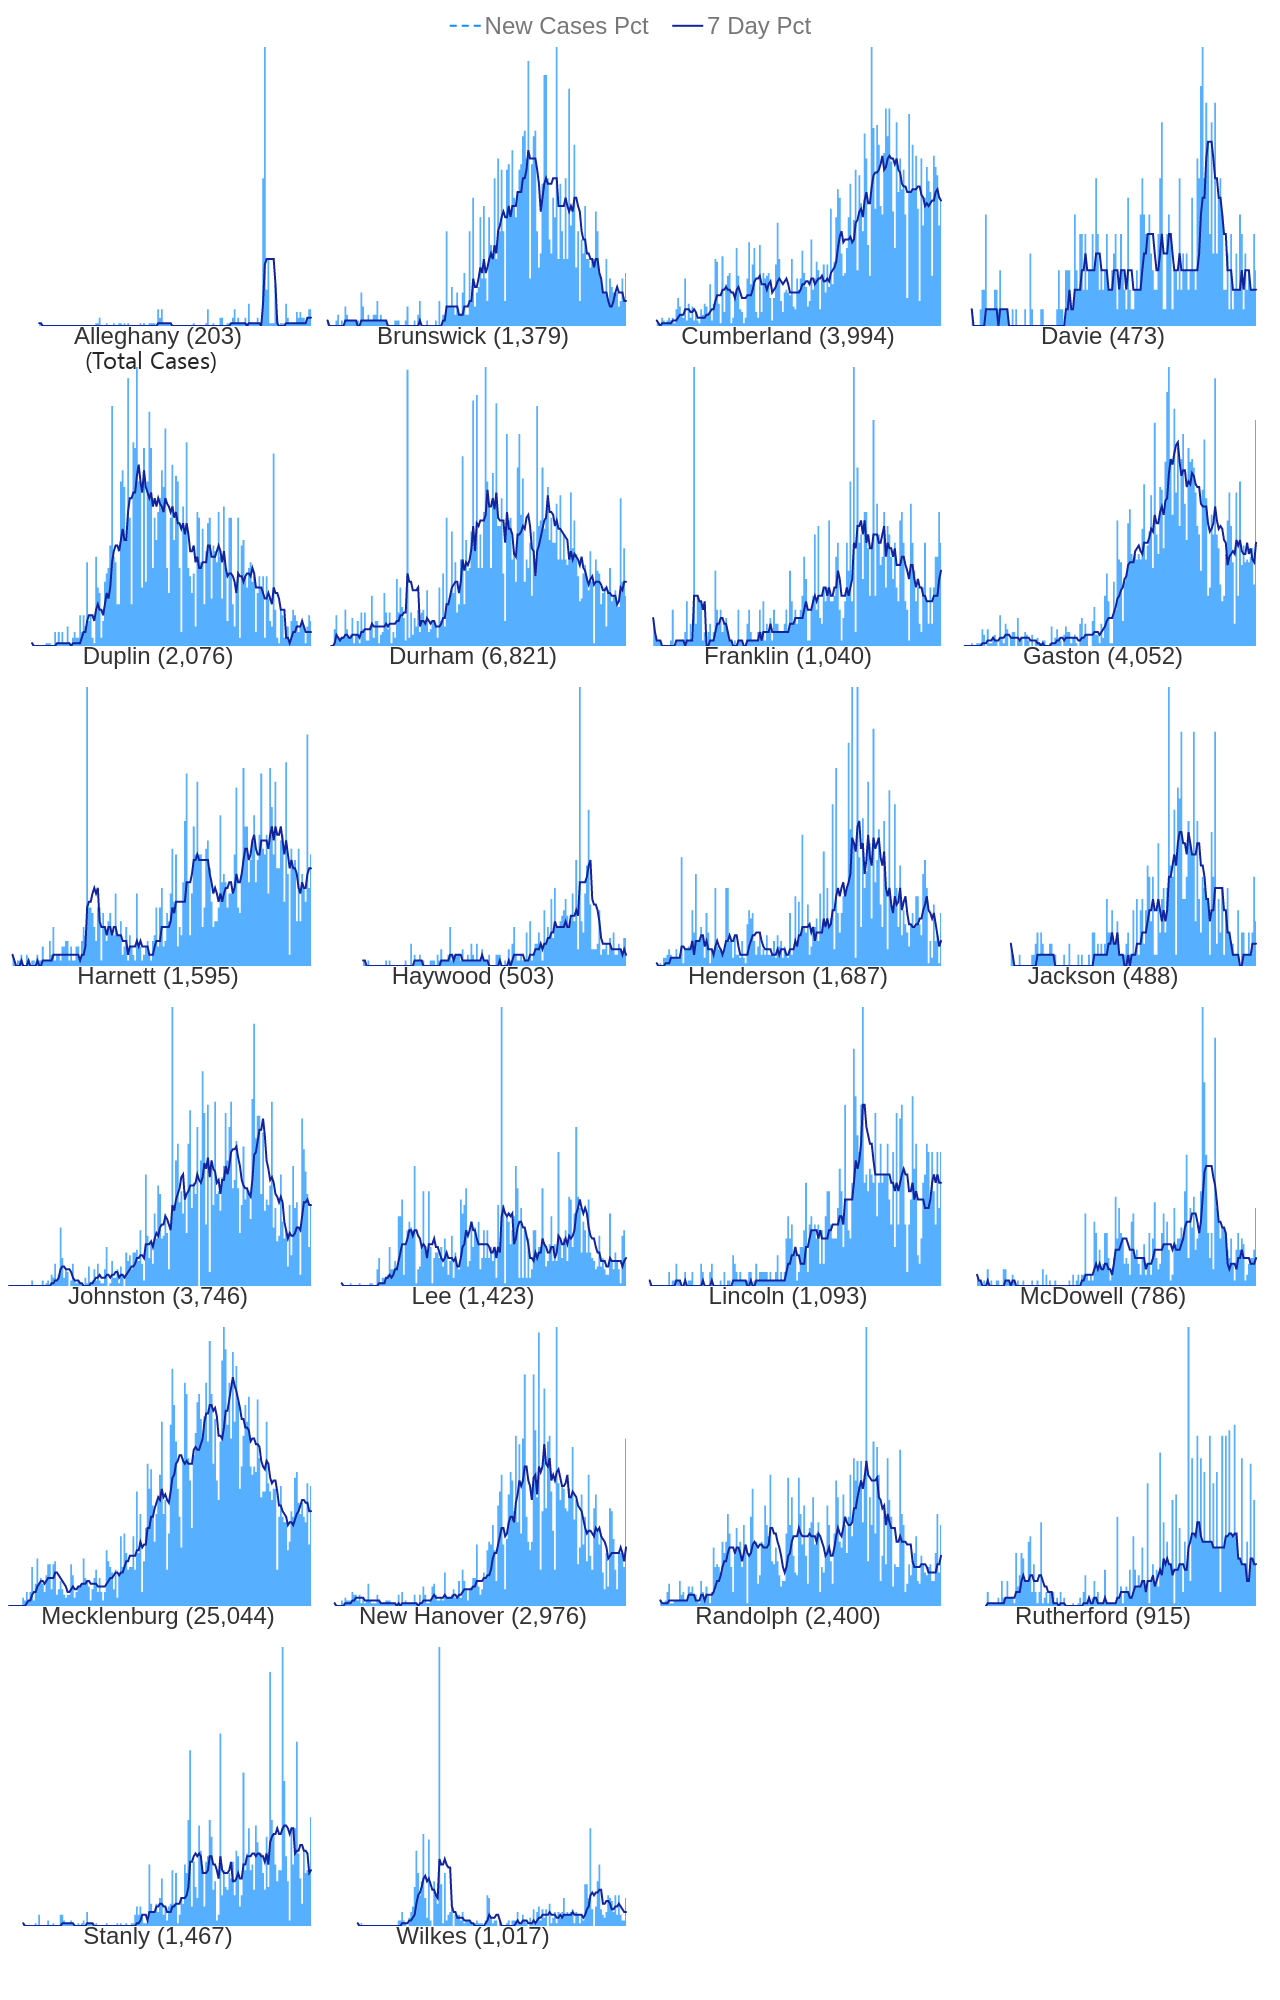 New Cases Pct 7 Day Pct
Alleghany (203) Brunswick (1,379) Cumberland (3,994) Davie (473)
(Total Cases)
Duplin (2,076) Durham (6,821) Franklin (1,040) Gaston (4,052)
Harnett (1,595) Haywood (503) Henderson (1,687) Jackson (488)
Johnston (3,746) Lee (1,423) Lincoln (1,093) McDowell (786)
Mecklenburg (25,044) New Hanover (2,976) Randolph (2,400) Rutherford (915)
Stanly (1,467) Wilkes (1,017)